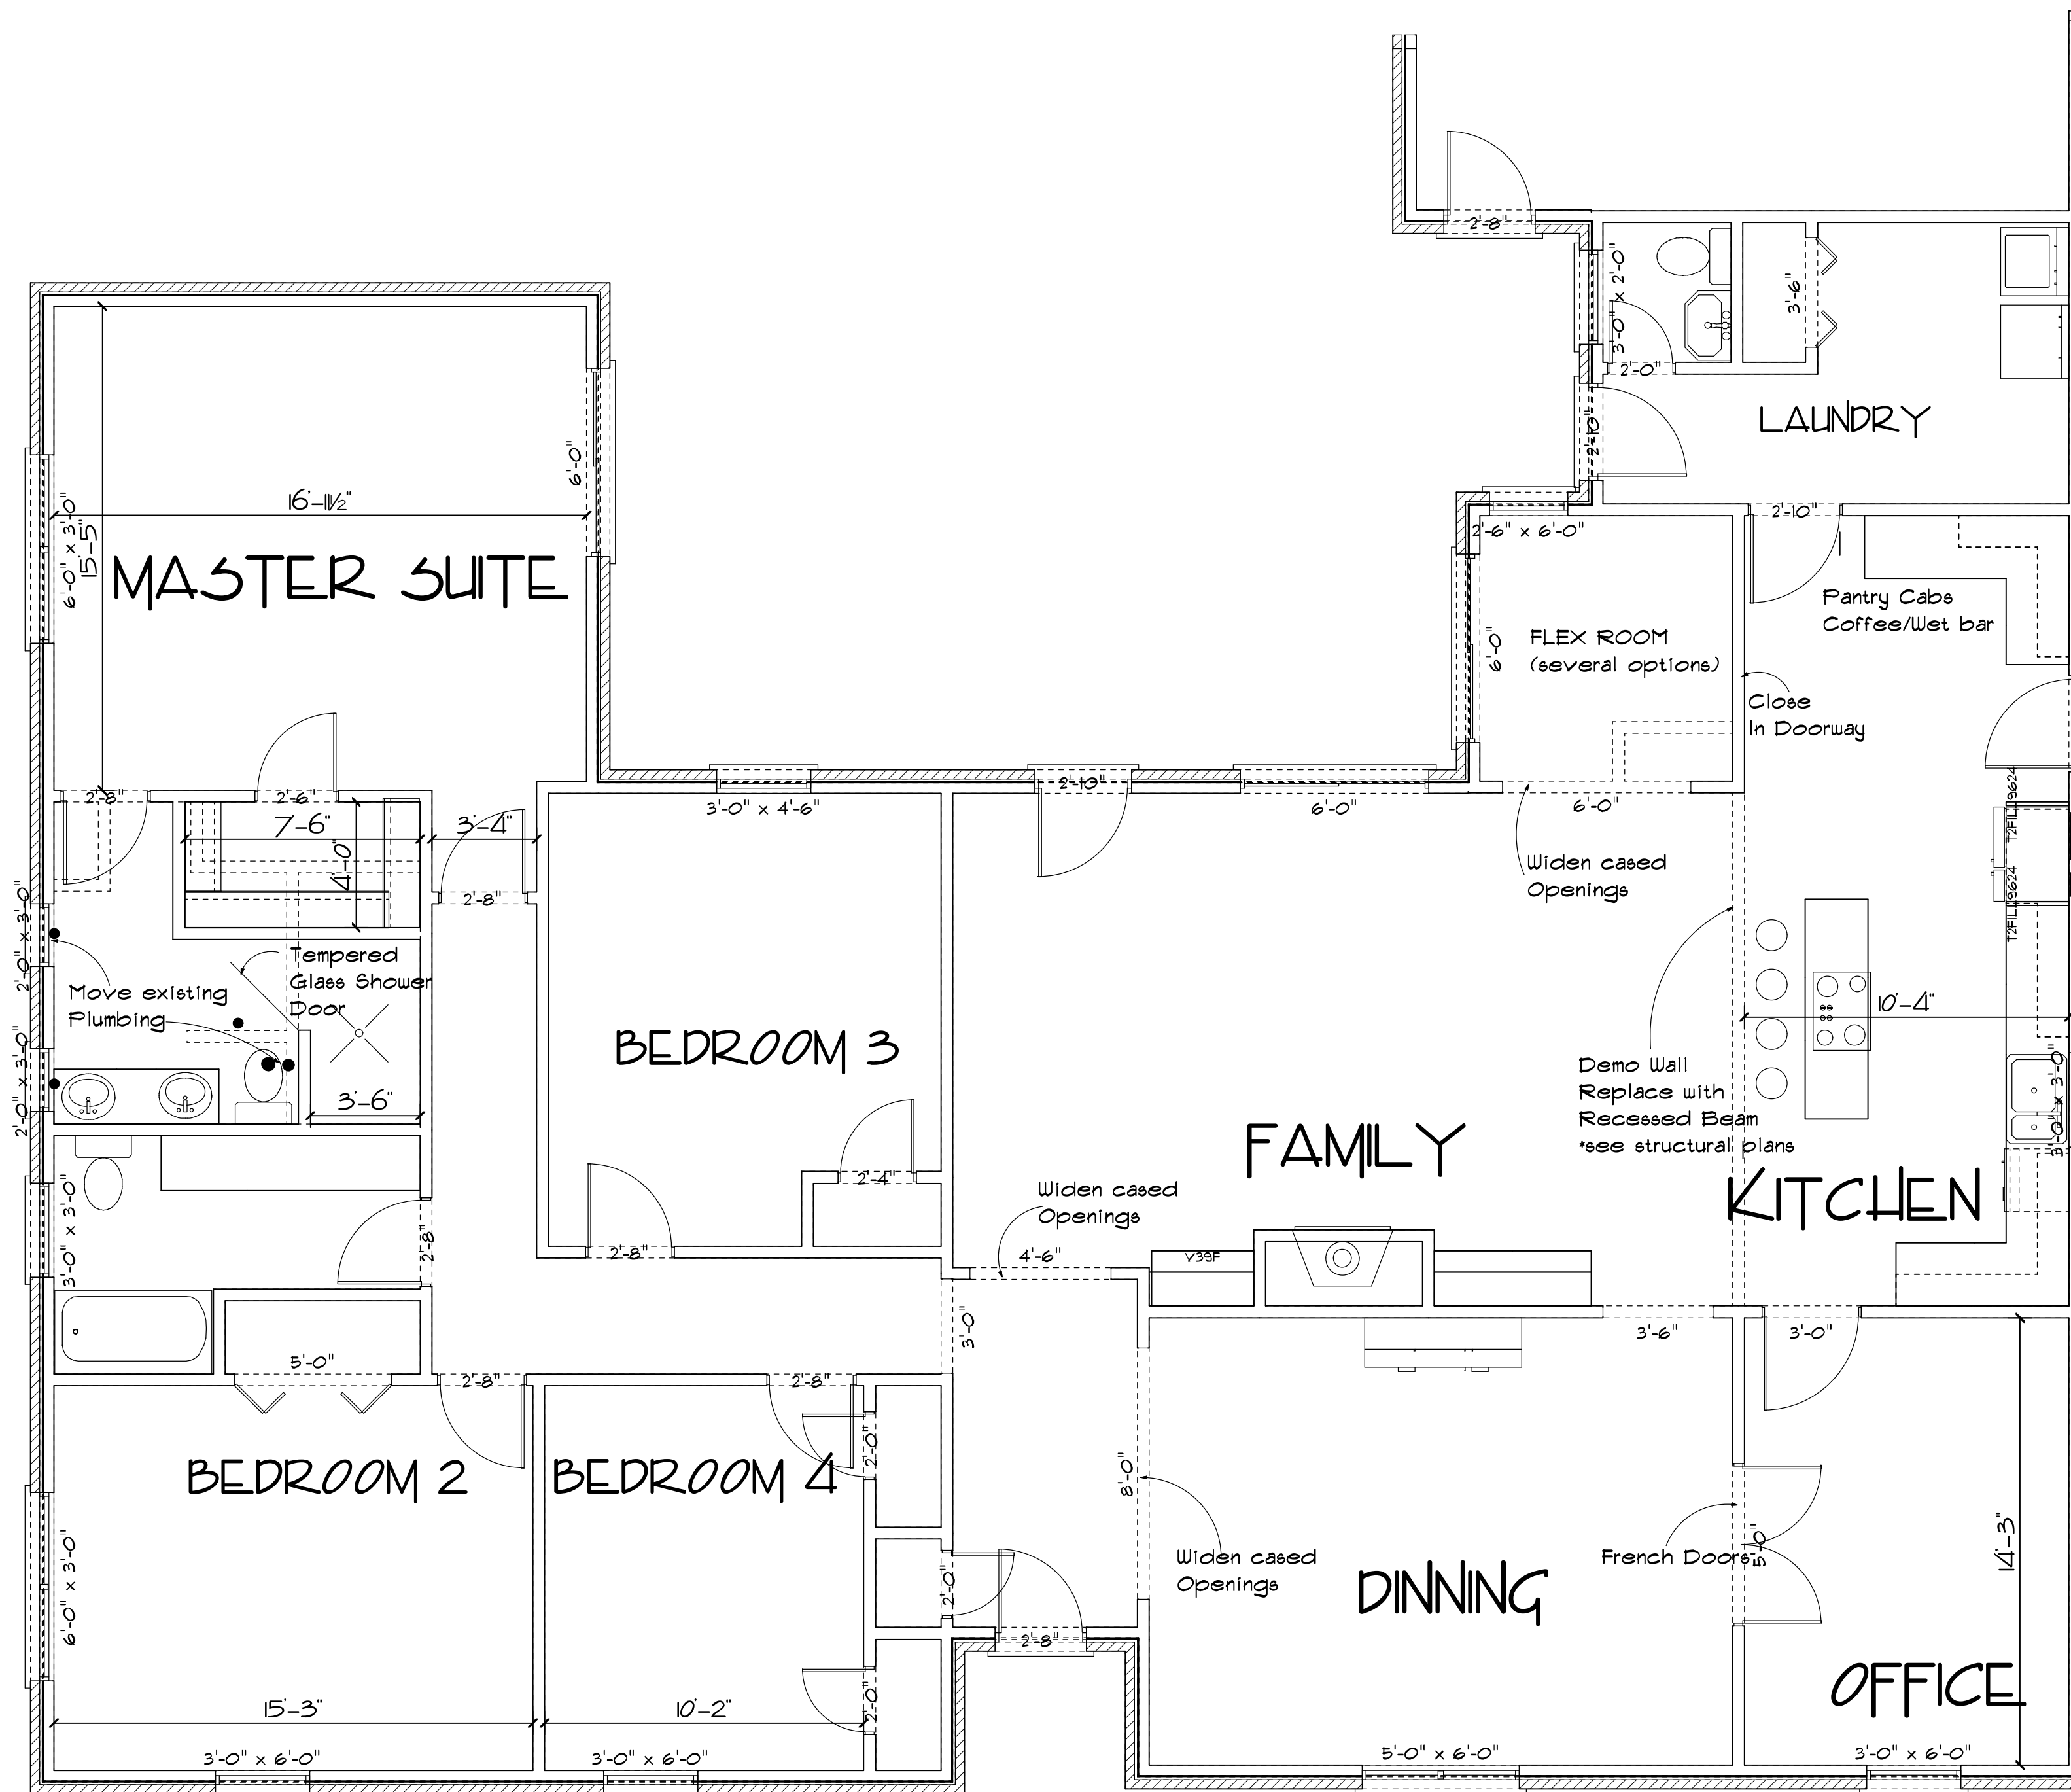 2'-8"
3'-0" x 2'-0"
3'-6"
2'-0"
LAUNDRY
2'-10"
2'-10"
6'-0"
16'-11½"
15'-5"
6'-0" x 3'-0"
MASTER SUITE
2'-6" x 6'-0"
6'-0"
FLEX ROOM
(several options)
Pantry Cabs
Coffee/Wet bar
Close
In Doorway
2'-8"
2'-6"
7'-6"
4'-0"
3'-4"
2'-8"
3'-0" x 4'-6"
2'-10"
6'-0"
6'-0"
T2FILL9624
T2FILL9624
Widen cased
Openings
2'-0" x 3'-0"
Tempered
Glass Shower
Door
Move existing
Plumbing
2'-0" x 3'-0"
3'-6"
BEDROOM 3
10'-4"
Demo Wall
Replace with
Recessed Beam
*see structural plans
3'-0" x 3'-0"
FAMILY
KITCHEN
2'-4"
Widen cased
Openings
3'-0" x 3'-0"
2'-8"
2'-8"
4'-6"
V39F
3'-0"
3'-6"
3'-0"
5'-0"
2'-8"
2'-8"
2'-0"
BEDROOM 2
BEDROOM 4
8'-0"
Widen cased
Openings
French Doors
5'-0"
14'-3"
6'-0" x 3'-0"
2'-0"
DINNING
2'-8"
OFFICE
15'-3"
10'-2"
2'-0"
3'-0" x 6'-0"
3'-0" x 6'-0"
5'-0" x 6'-0"
3'-0" x 6'-0"